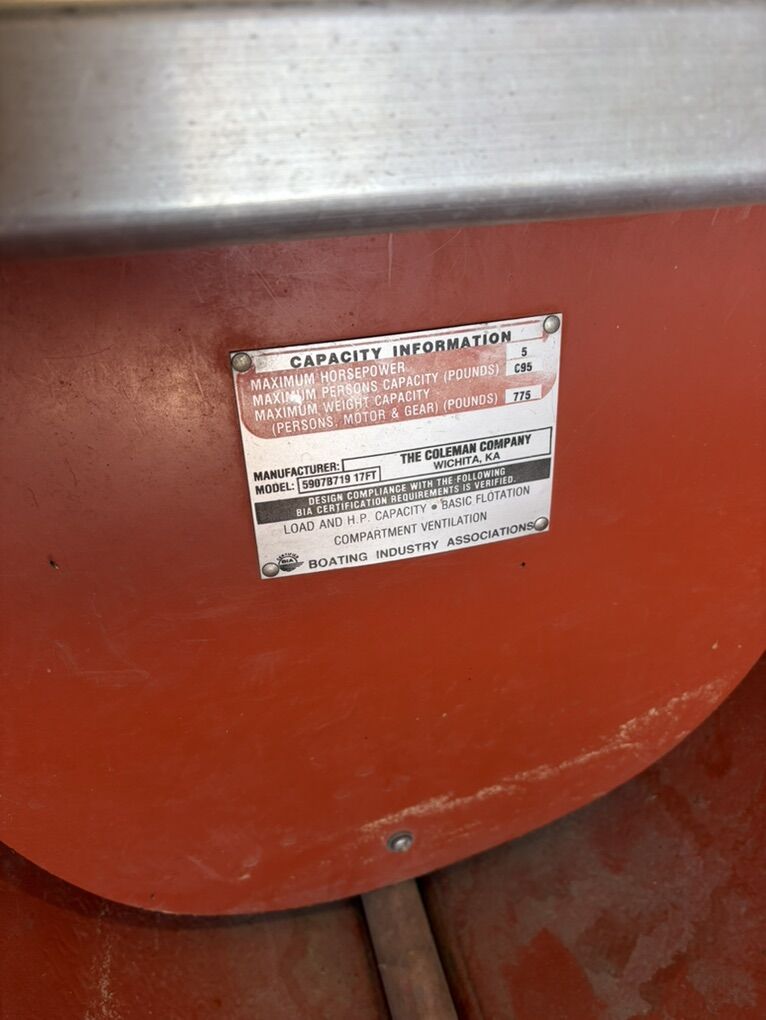 CAPACITY INFORMATION
MAXIMUM HORSEPOWER 5
MAXIMUM PERSONS CAPACITY (POUNDS) C95
MAXIMUM WEIGHT CAPACITY
(PERSONS, MOTOR & GEAR) (POUNDS) 775
MANUFACTURER: THE COLEMAN COMPANY
WICHITA, KA
MODEL: 5907B719 17FT
DESIGN COMPLIANCE WITH THE FOLLOWING
BIA CERTIFICATION REQUIREMENTS IS VERIFIED.
LOAD AND H.P. CAPACITY • BASIC FLOTATION
COMPARTMENT VENTILATION
CERTIFIED
BIA
BOATING INDUSTRY ASSOCIATIONS